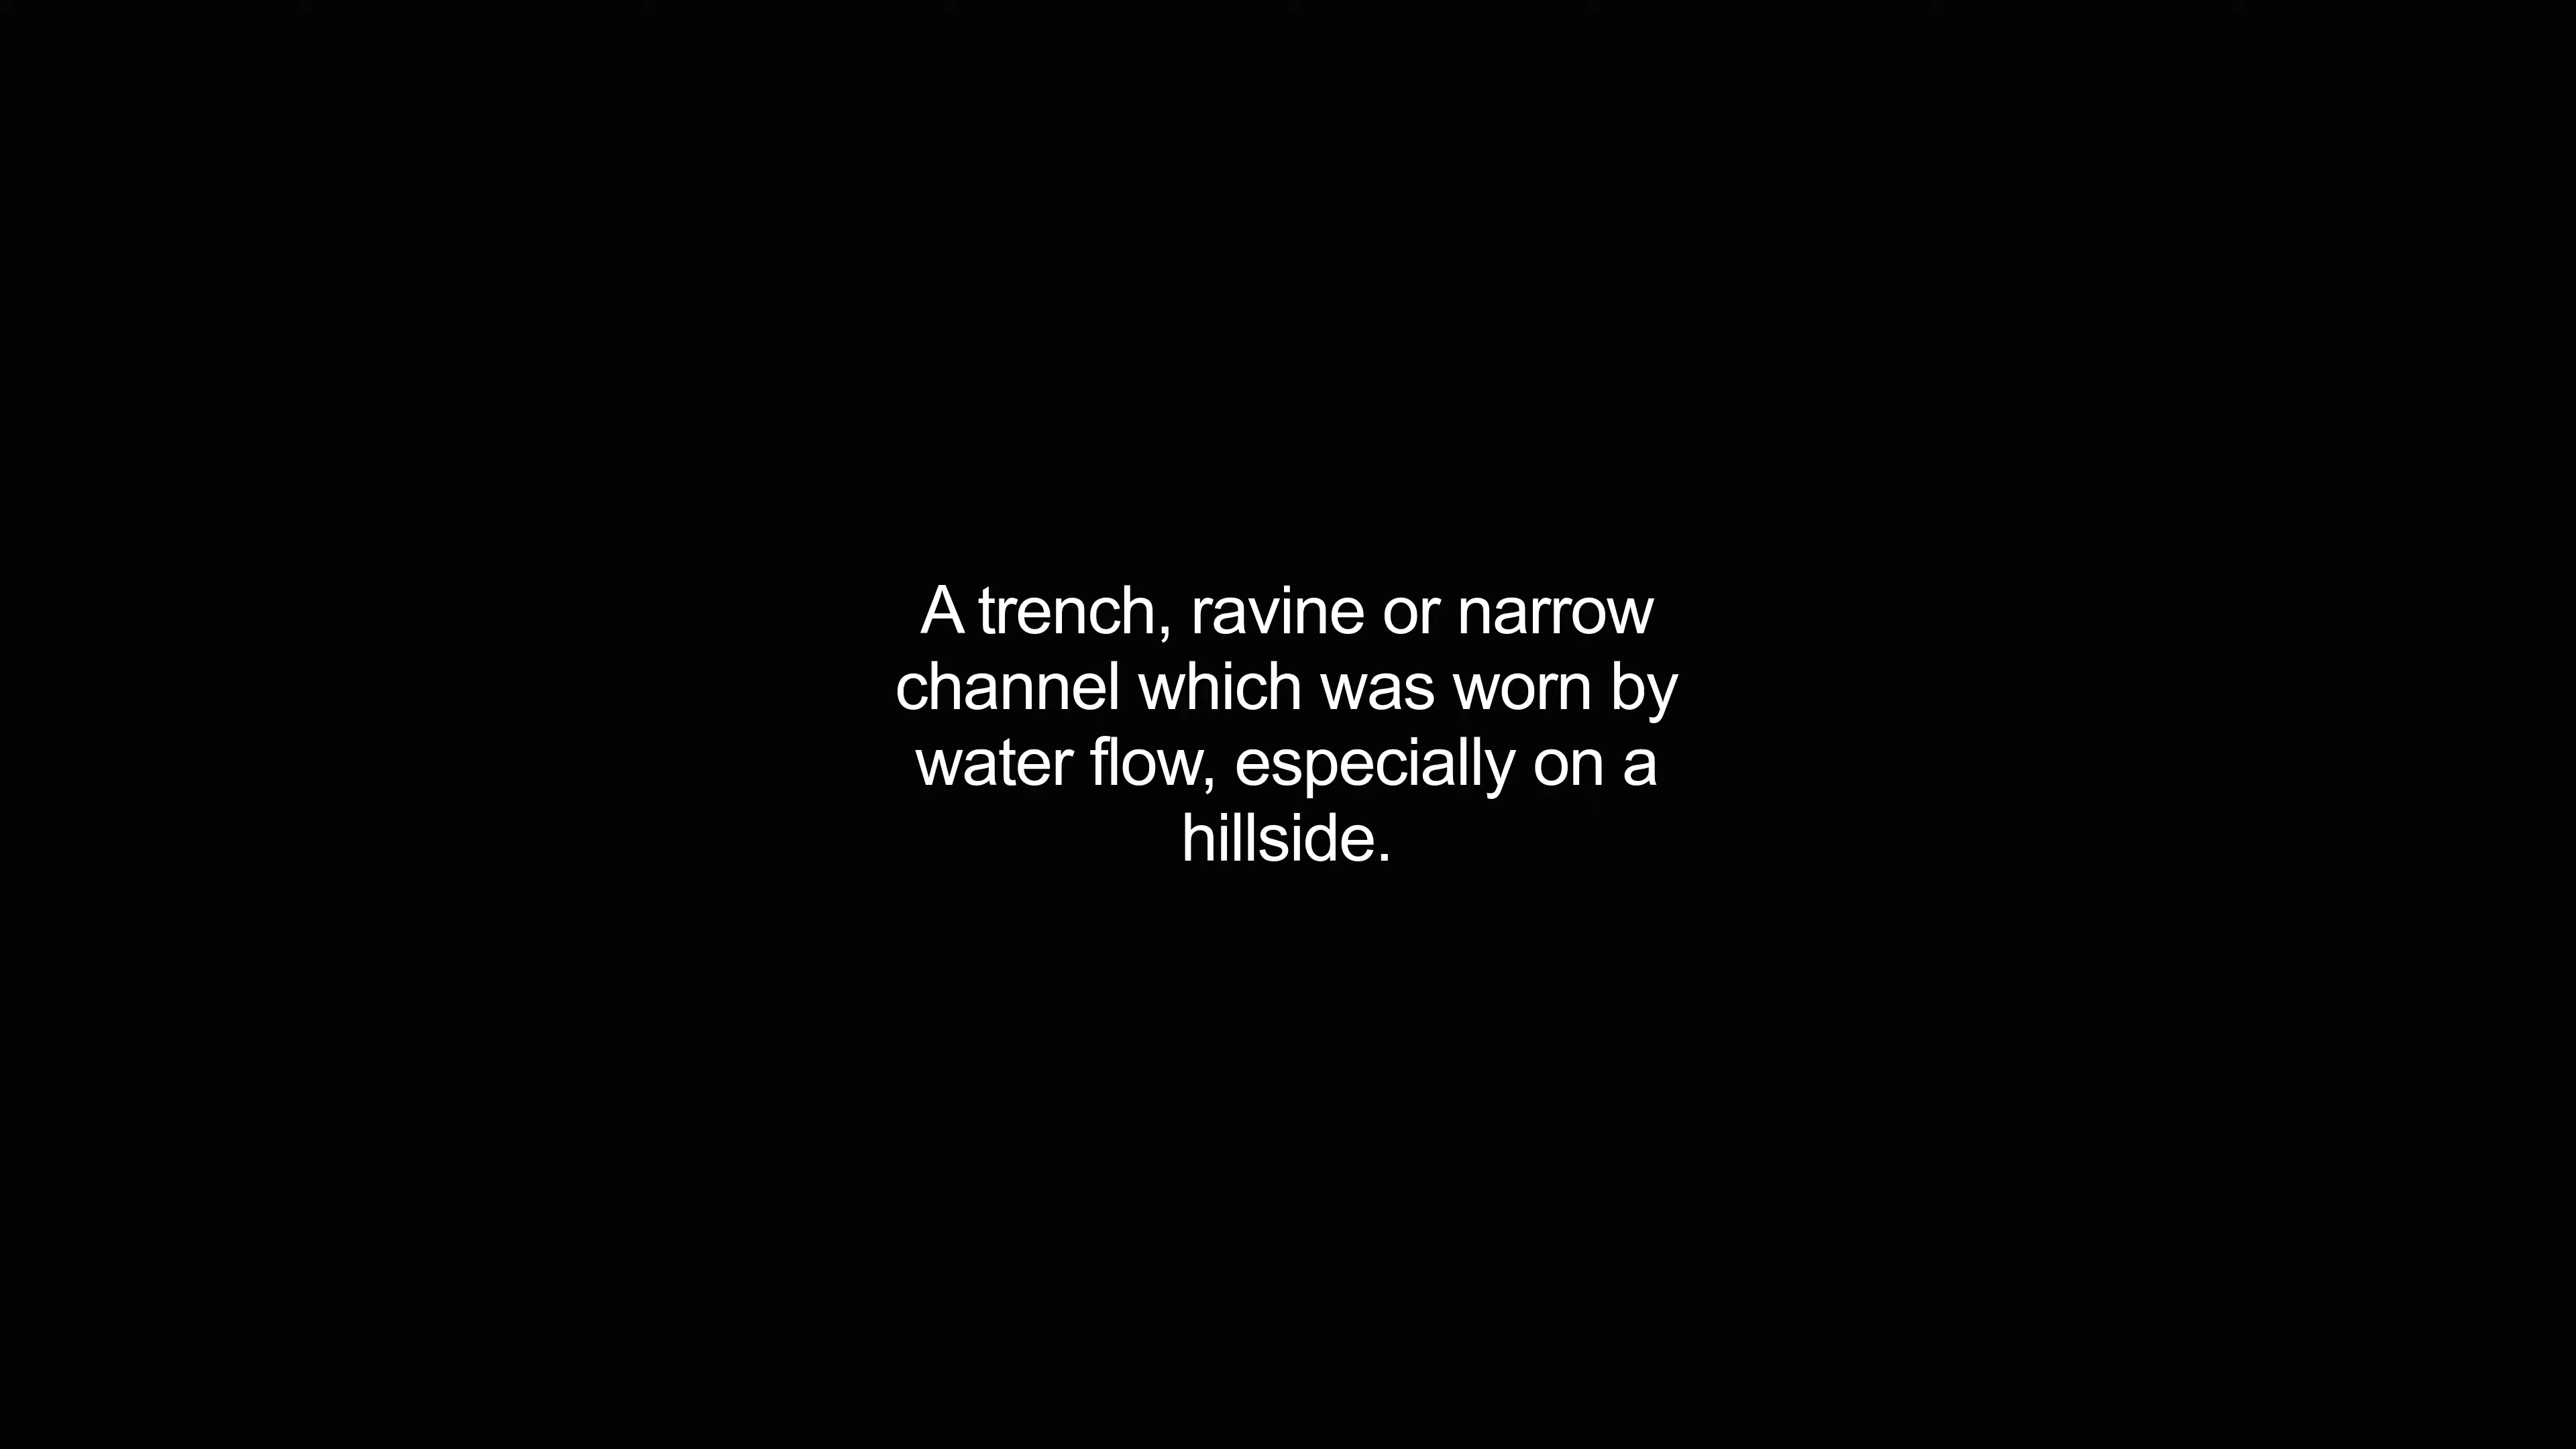 A trench, ravine or narrow
channel which was worn by
water flow, especially on a
hillside.